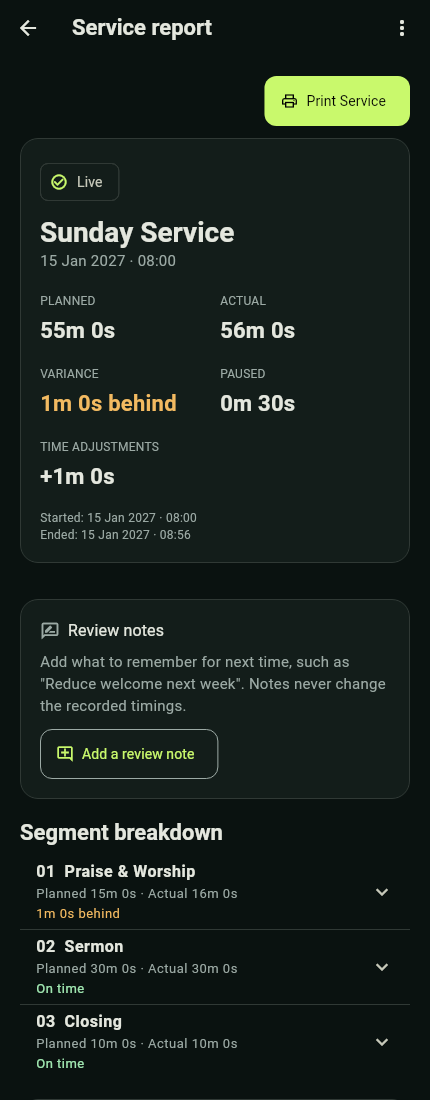 Service report
Print Service
Live
Sunday Service
15 Jan 2027 · 08:00
PLANNED
ACTUAL
55m 0s
56m 0s
VARIANCE
PAUSED
1m 0s behind
0m 30s
TIME ADJUSTMENTS
+1m 0s
Started: 15 Jan 2027 · 08:00
Ended: 15 Jan 2027 · 08:56
Review notes
Add what to remember for next time, such as
"Reduce welcome next week". Notes never change
the recorded timings.
Add a review note
Segment breakdown
01 Praise & Worship
Planned 15m 0s · Actual 16m 0s
1m 0s behind
02 Sermon
Planned 30m 0s · Actual 30m 0s
On time
03 Closing
Planned 10m 0s · Actual 10m 0s
On time